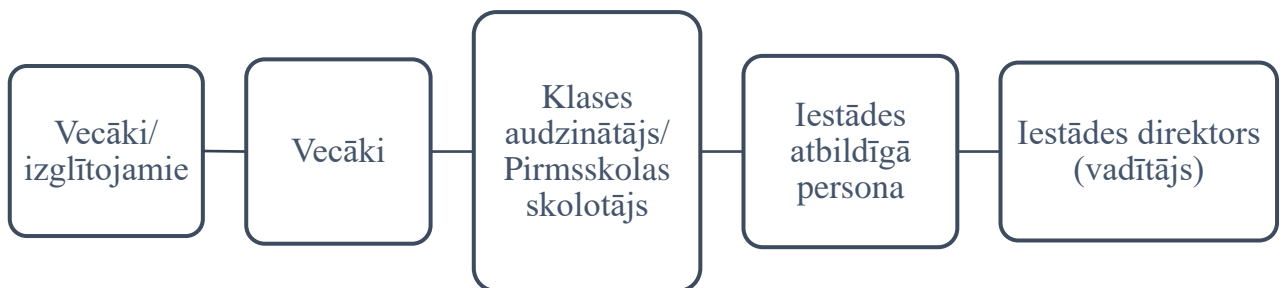 Vecāki/
izglītojamie
Vecāki
Klases
audzinātājs/
Pirmsskolas
skolotājs
Iestādes
atbildīgā
persona
Iestādes direktors
(vadītājs)